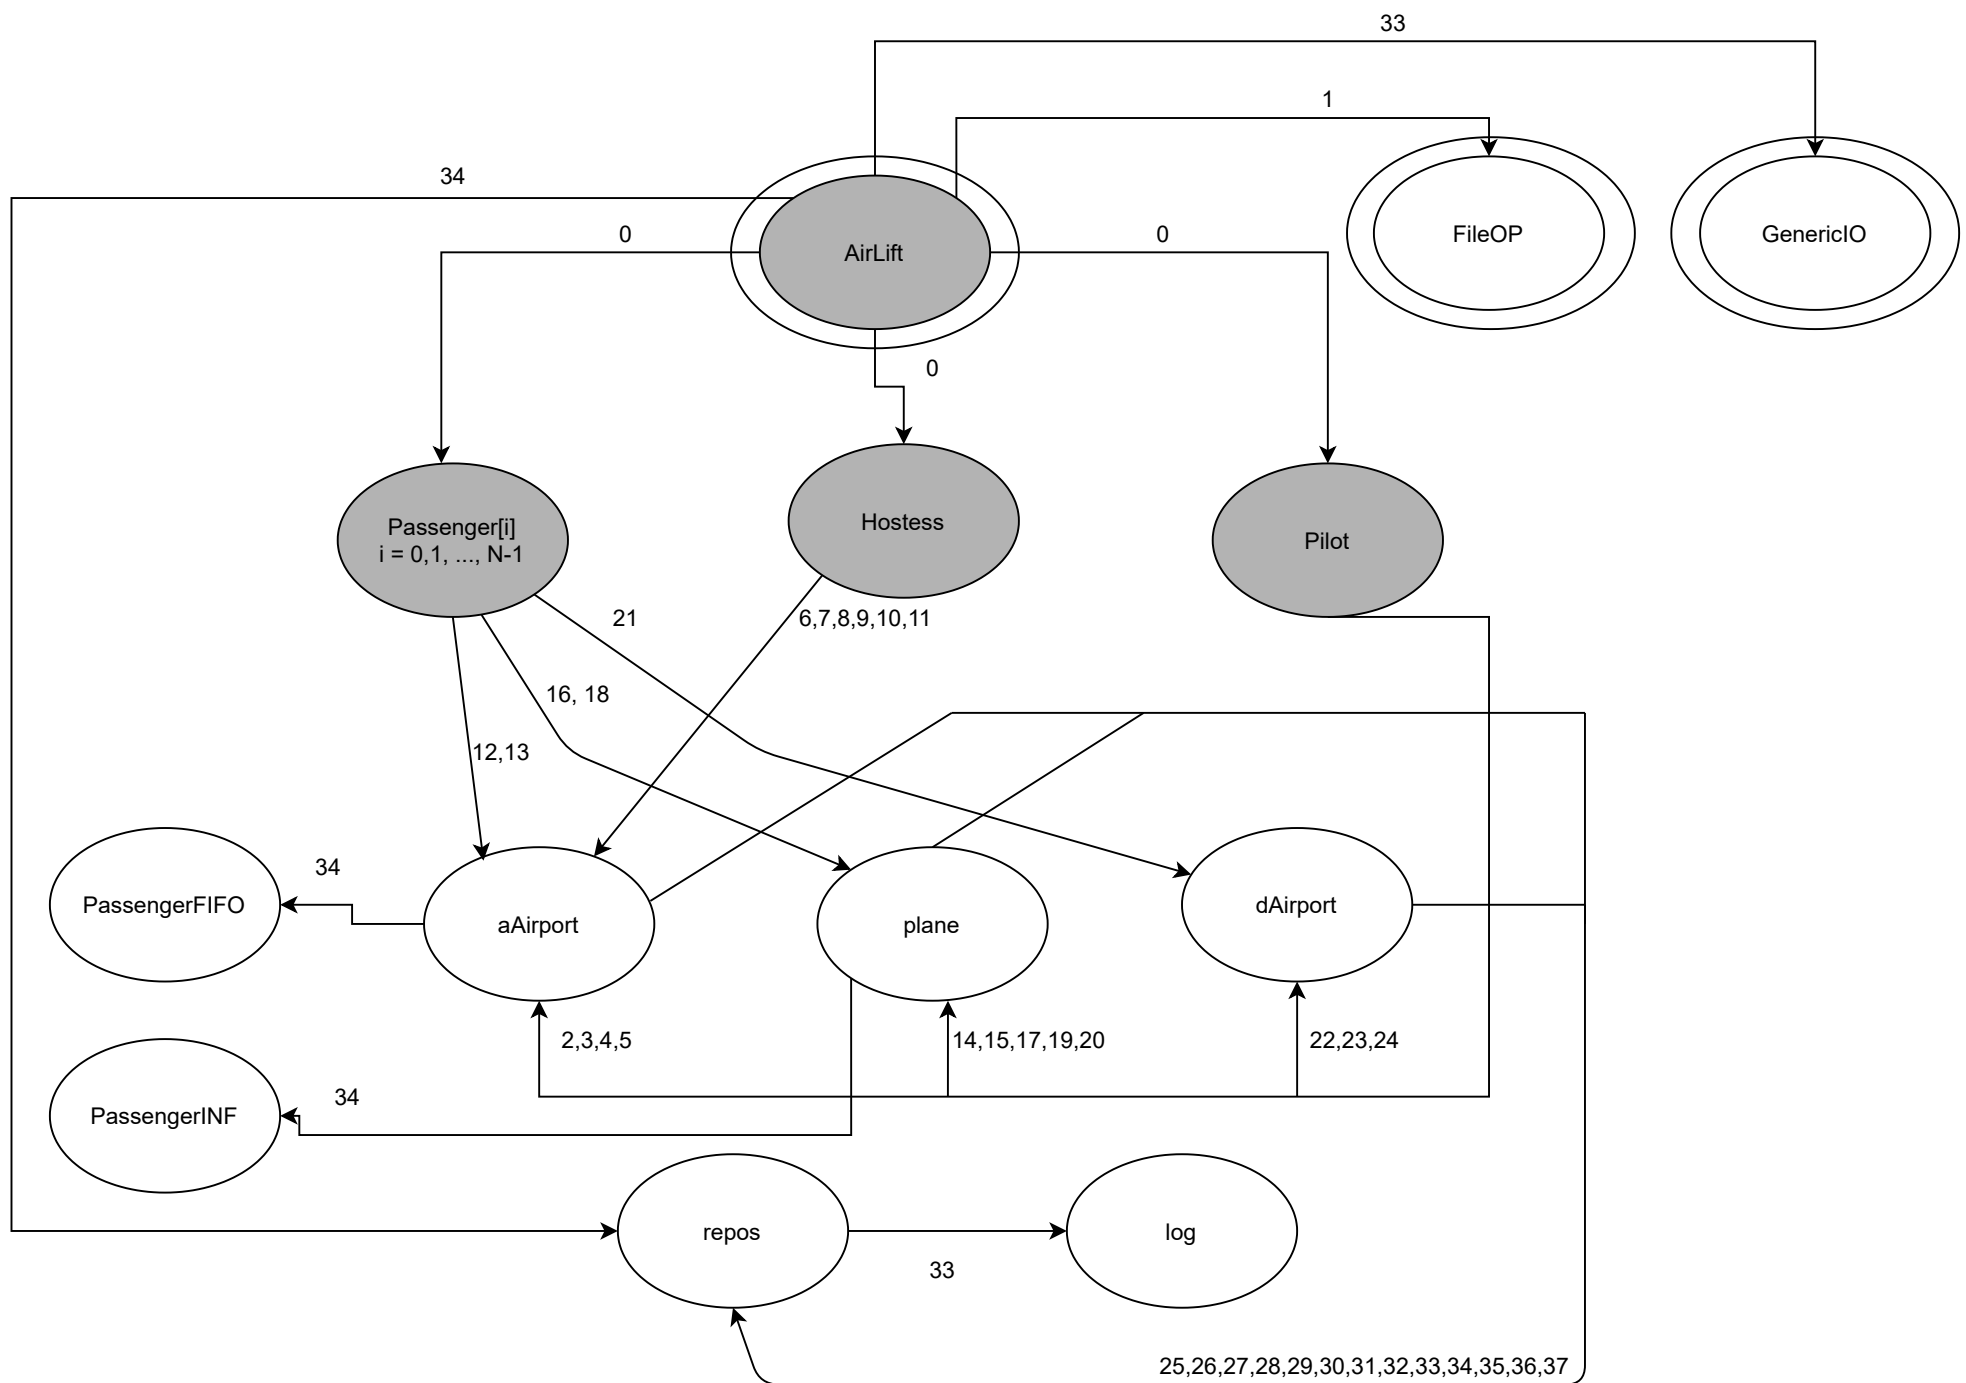 33
1
34
0
0
AirLift
FileOP
GenericIO
0
Passenger[i]
i = 0,1, ..., N-1
Hostess
Pilot
21
6,7,8,9,10,11
16, 18
12,13
34
PassengerFIFO
aAirport
plane
dAirport
2,3,4,5
14,15,17,19,20
22,23,24
34
PassengerINF
repos
log
33
25,26,27,28,29,30,31,32,33,34,35,36,37